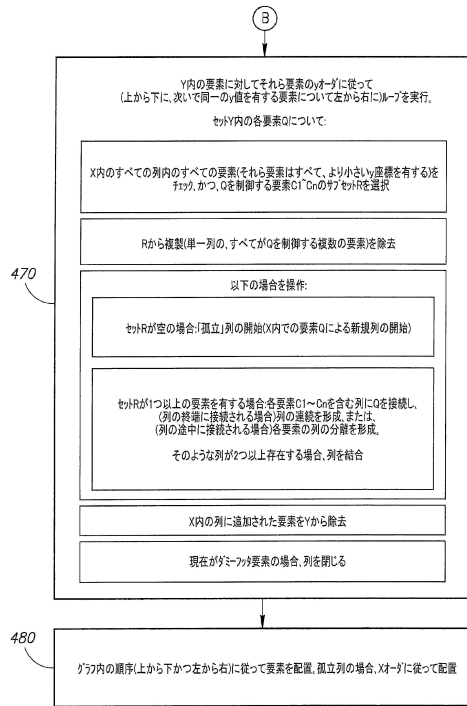 B
Y内の要素に対してそれら要素のyオーダに従って
(上から下に、次いで同一のy値を有する要素について左から右に)ループを実行。
セットY内の各要素Qについて:
X内のすべての列内のすべての要素(それら要素はすべて、より小さいy座標を有する)を
チェック、かつ、Qを制御する要素C1~CnのサブセットRを選択
Rから複製(単一列の、すべてがQを制御する複数の要素)を除去
470
以下の場合を操作:
セットRが空の場合:「孤立」列の開始(X内での要素Qによる新規列の開始)
セットRが1つ以上の要素を有する場合:各要素C1~Cnを含む列にQを接続し、
(列の終端に接続される場合)列の連続を形成、または、
(列の途中に接続される場合)各要素の列の分離を形成。
そのような列が2つ以上存在する場合、列を結合
X内の列に追加された要素をYから除去
現在がダミーフッタ要素の場合、列を閉じる
480
グラフ内の順序(上から下かつ左から右)に従って要素を配置、孤立列の場合、Xオーダに従って配置